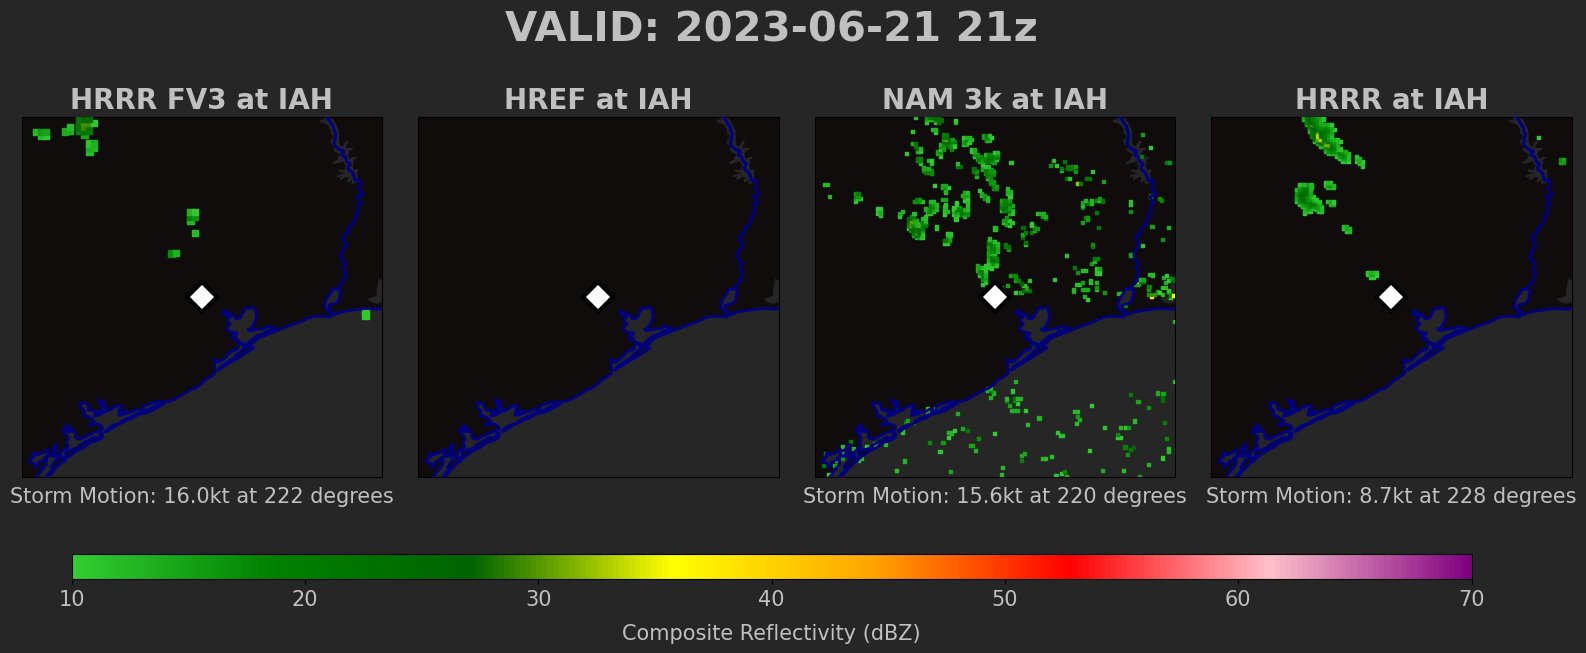 VALID: 2023-06-21 21z
HRRR FV3 at IAH
HREF at IAH
NAM 3k at IAH
HRRR at IAH
Storm Motion: 16.0kt at 222 degrees
Storm Motion: 15.6kt at 220 degrees
Storm Motion: 8.7kt at 228 degrees
10 20 30 40 50 60 70
Composite Reflectivity (dBZ)